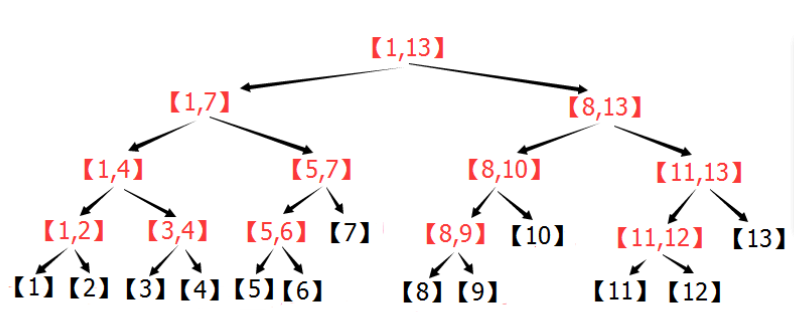 【1,13】
【1,7】 【8,13】
【1,4】 【5,7】 【8,10】 【11,13】
【1,2】 【3,4】 【5,6】 【7】 【8,9】 【10】 【11,12】 【13】
【1】 【2】 【3】 【4】 【5】 【6】 【8】 【9】 【11】 【12】